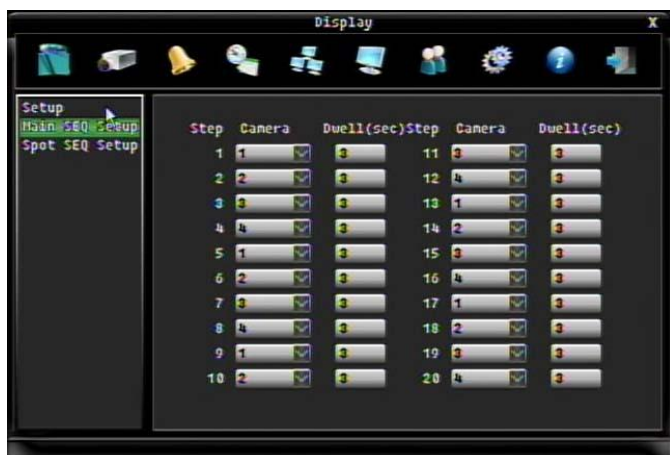 Display X
Setup
Main SEQ Setup
Spot SEQ Setup
Step Camera Dwell(sec) Step Camera Dwell(sec)
1 1 3 11 3 3
2 2 3 12 4 3
3 3 3 13 1 3
4 4 3 14 2 3
5 1 3 15 3 3
6 2 3 16 4 3
7 3 3 17 1 3
8 4 3 18 2 3
9 1 3 19 3 3
10 2 3 20 4 3